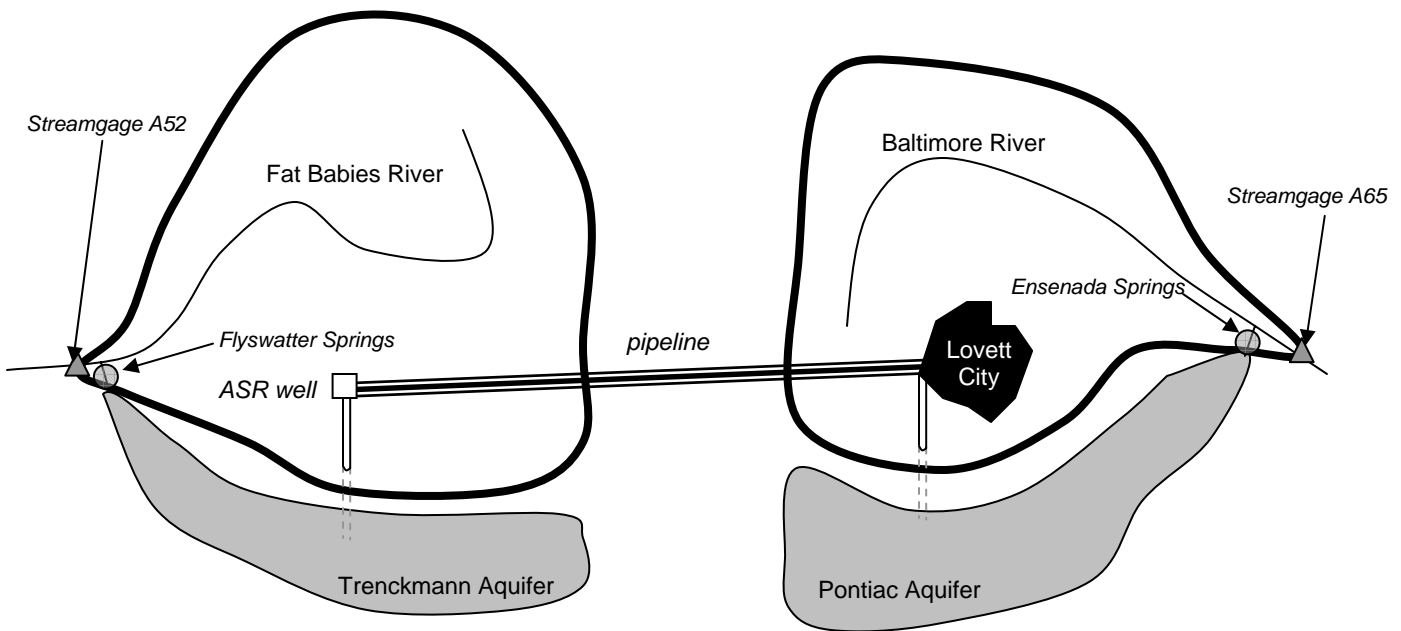 Streamgage A52
Fat Babies River
Baltimore River
Streamgage A65
Ensenada Springs
Flyswatter Springs
pipeline
Lovett
City
ASR well
Trenckmann Aquifer
Pontiac Aquifer